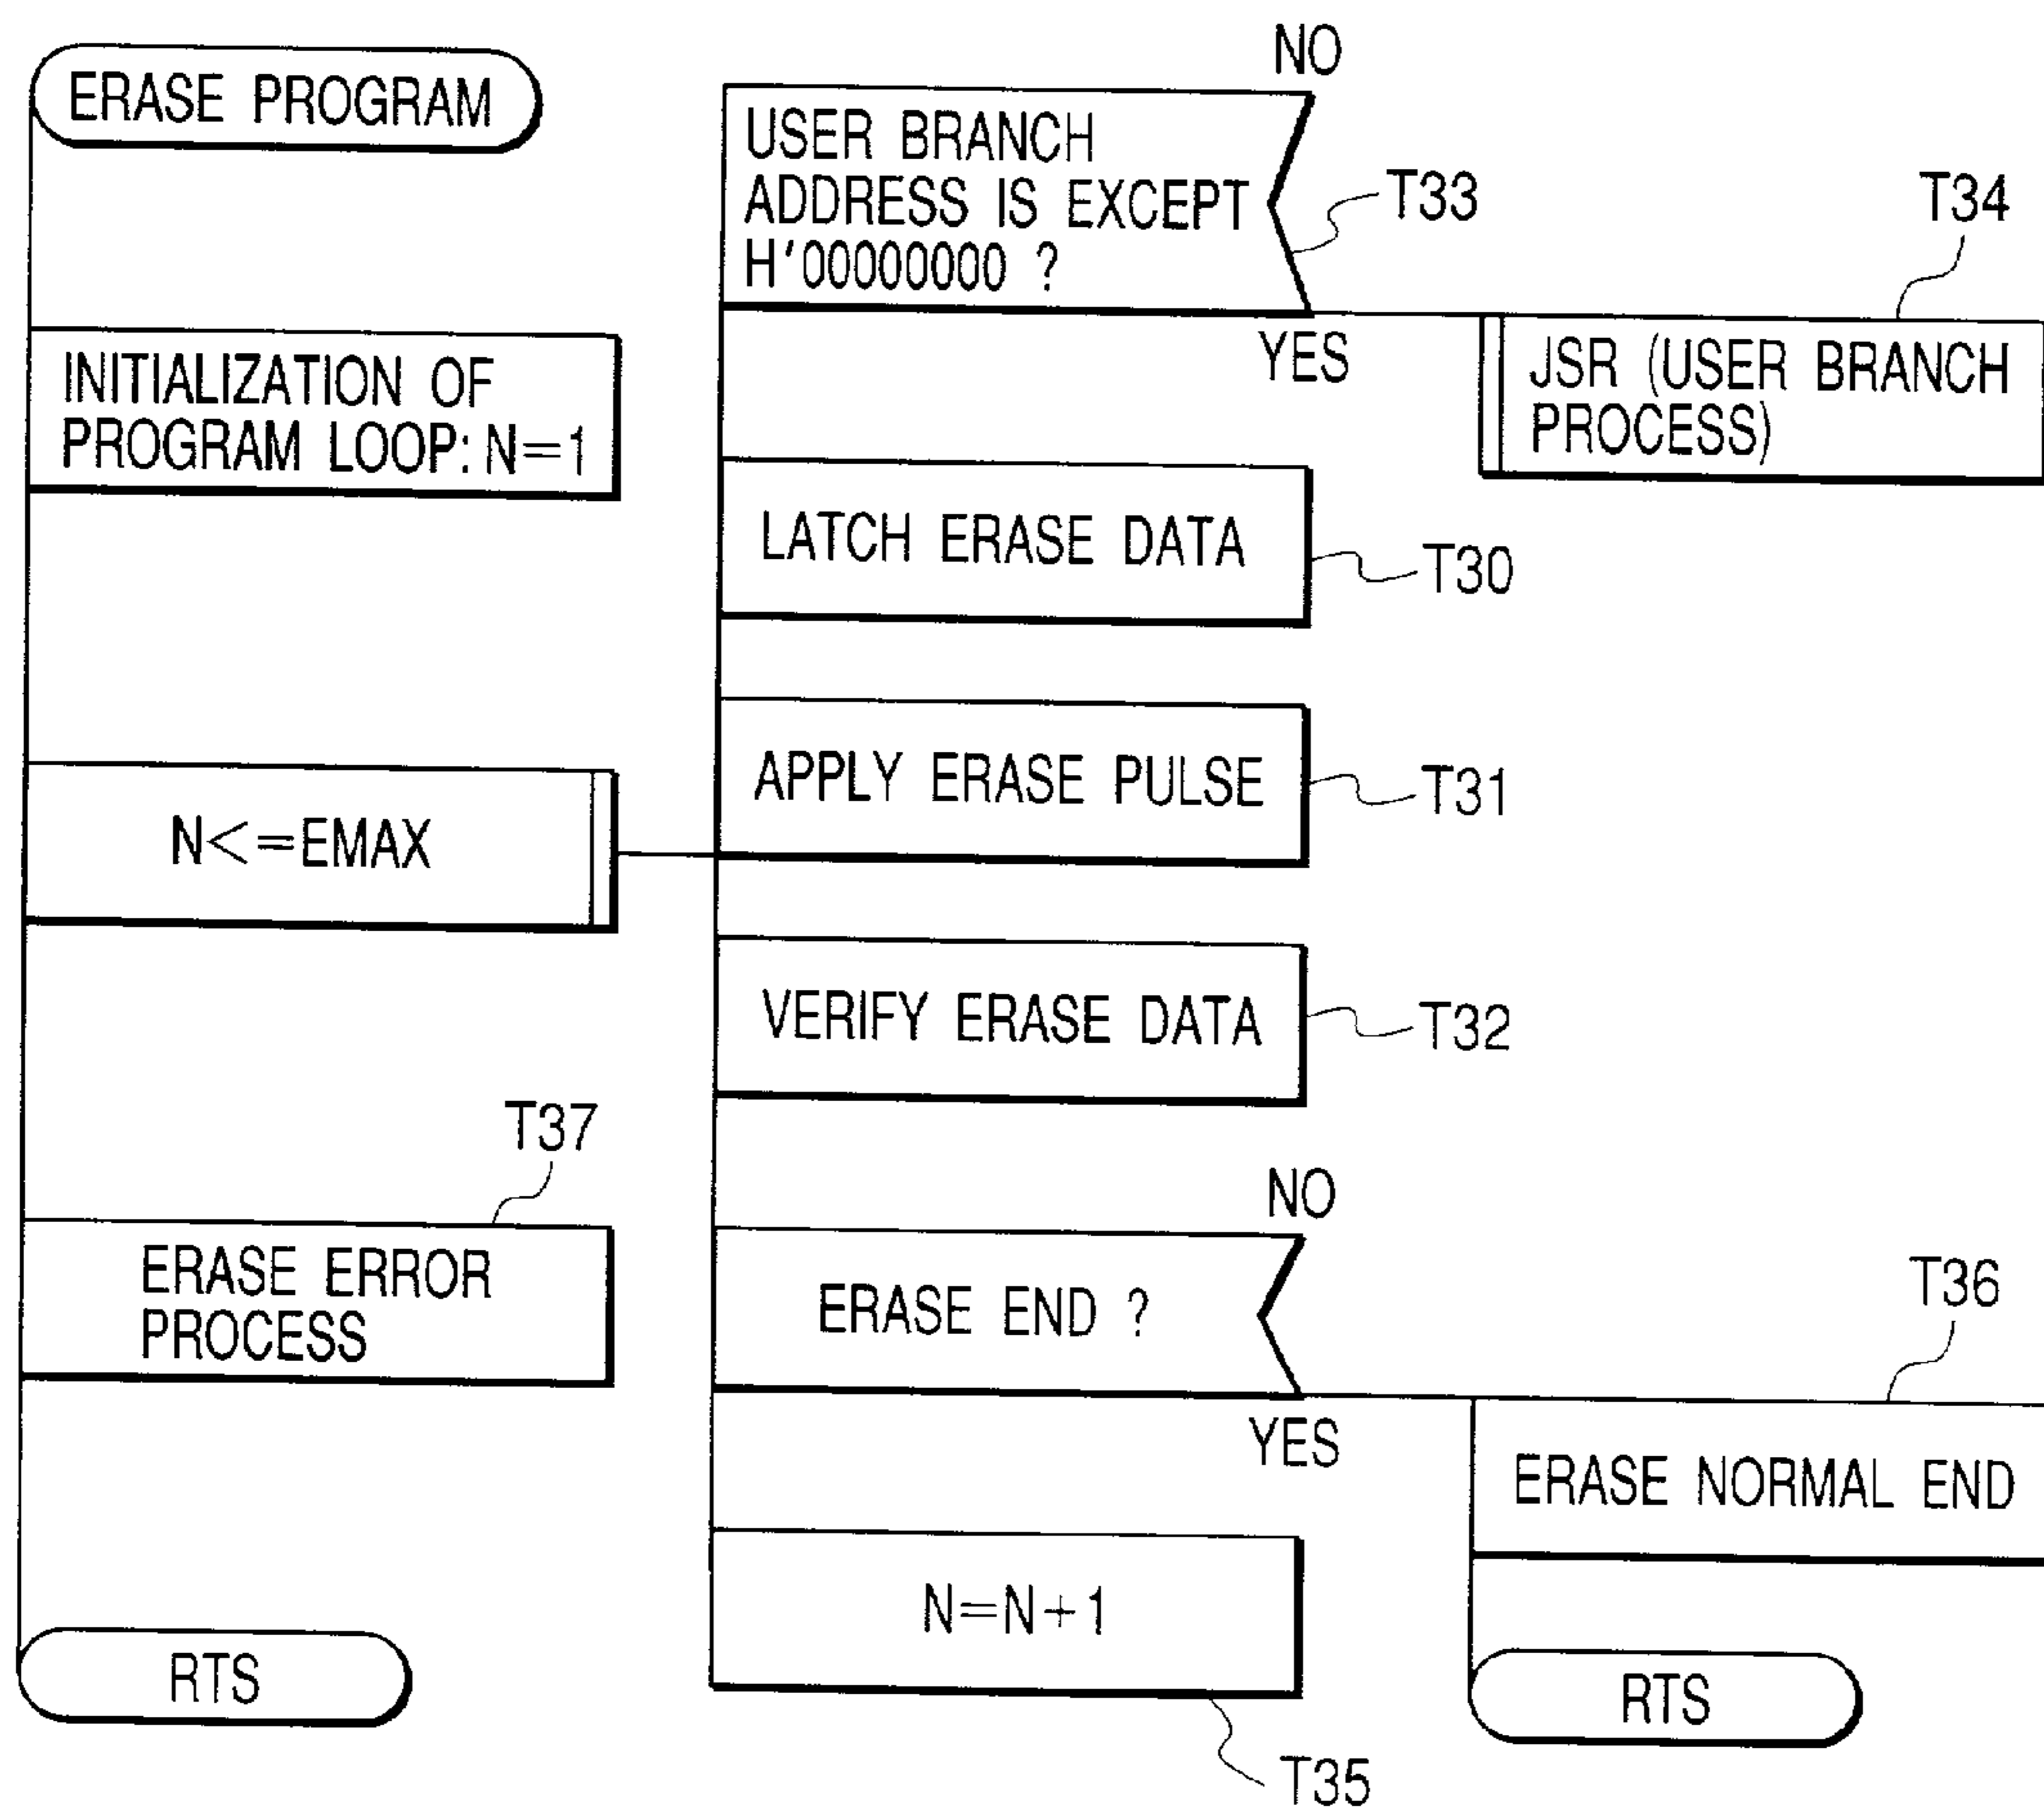 ERASE PROGRAM
INITIALIZATION OF
PROGRAM LOOP: N=1
N<=EMAX
T37
ERASE ERROR
PROCESS
RTS
NO
USER BRANCH
ADDRESS IS EXCEPT
H'00000000 ?
T33
YES
T34
JSR (USER BRANCH
PROCESS)
LATCH ERASE DATA
T30
APPLY ERASE PULSE
T31
VERIFY ERASE DATA
T32
NO
ERASE END ?
YES
T36
ERASE NORMAL END
RTS
N=N+1
T35